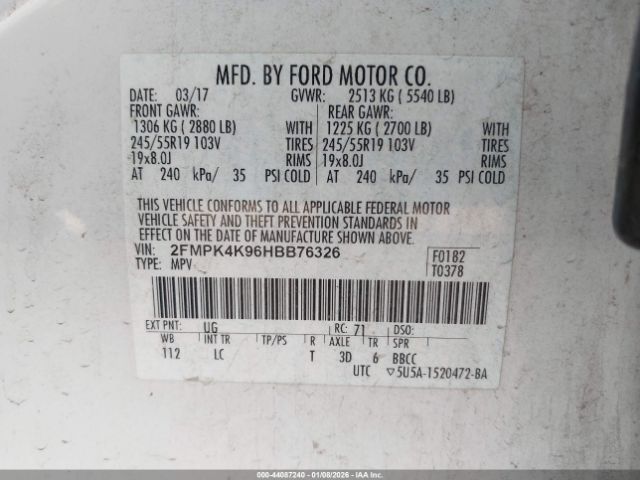 MFD. BY FORD MOTOR CO.
DATE: 03/17 GVWR: 2513 KG ( 5540 LB)
FRONT GAWR: REAR GAWR:
1306 KG ( 2880 LB) WITH 1225 KG ( 2700 LB) WITH
245/55R19 103V TIRES 245/55R19 103V TIRES
19x8.0J RIMS 19x8.0J RIMS
AT 240 kPa/ 35 PSI COLD AT 240 kPa/ 35 PSI COLD
THIS VEHICLE CONFORMS TO ALL APPLICABLE FEDERAL MOTOR
VEHICLE SAFETY AND THEFT PREVENTION STANDARDS IN
EFFECT ON THE DATE OF MANUFACTURE SHOWN ABOVE.
VIN: 2FMPK4K96HBB76326 F0182
TYPE: MPV T0378
EXT PNT: UG RC: 71 DSO:
WB INT TR TP/PS R AXLE TR SPR
112 LC T 3D 6 BBCC
UTC ▽5U5A-1520472-BA
000-44087240 - 01/08/2026 - IAAI.COM